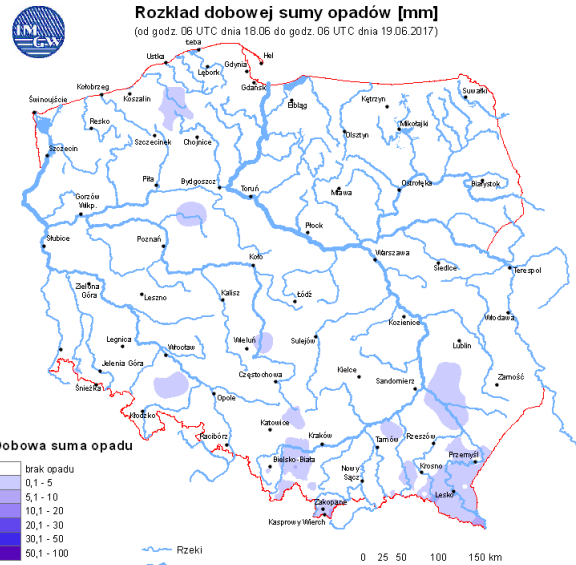 Rozkład dobowej sumy opadów [mm]
(od godz. 06 UTC dnia 18.06 do godz. 06 UTC dnia 19.06.2017)
IM
GW
Łeba
Ustka
Hel
Lębork
Gdynia
Gdańsk
Kołobrzeg
Koszalin
Świnoujście
Resko
Szczecinek
Chojnice
Elbląg
Kętrzyn
Suwałki
Mikołajki
Olsztyn
Szczecin
Piła
Bydgoszcz
Toruń
Mława
Ostrołęka
Białystok
Gorzów
Wlkp.
Płock
Słubice
Poznań
Koło
Warszawa
Siedlce
Terespol
Zielona
Góra
Leszno
Kalisz
Łódź
Kozienice
Włodawa
Legnica
Wrocław
Wieluń
Sulejów
Lublin
Jelenia Góra
Śnieżka
Częstochowa
Kielce
Sandomierz
Zamość
Kłodzko
Opole
Racibórz
Katowice
Kraków
Tarnów
Rzeszów
Przemyśl
Bielsko-Biała
Nowy
Sącz
Krosno
Lesko
Zakopane
Kasprowy Wierch
Dobowa suma opadu
brak opadu
0,1 - 5
5,1 - 10
10,1 - 20
20,1 - 30
30,1 - 50
50,1 - 100
Rzeki
0 25 50 100 150 km